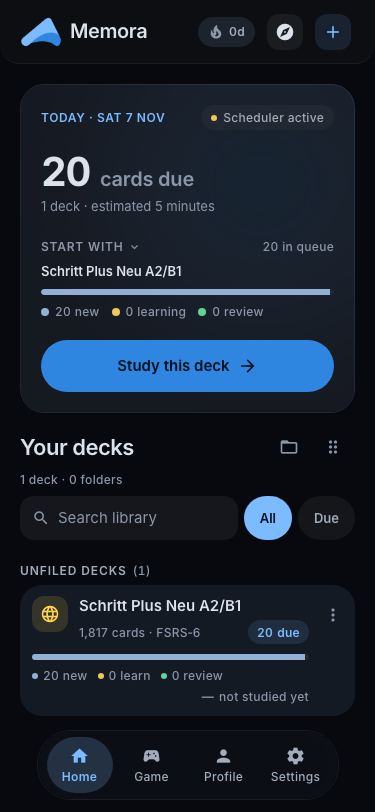 Memora
0d
TODAY · SAT 7 NOV
Scheduler active
20 cards due
1 deck · estimated 5 minutes
START WITH
20 in queue
Schritt Plus Neu A2/B1
20 new 0 learning 0 review
Study this deck →
Your decks
1 deck · 0 folders
Search library
All
Due
UNFILED DECKS (1)
Schritt Plus Neu A2/B1
1,817 cards · FSRS-6
20 due
20 new 0 learn 0 review
— not studied yet
Home
Game
Profile
Settings